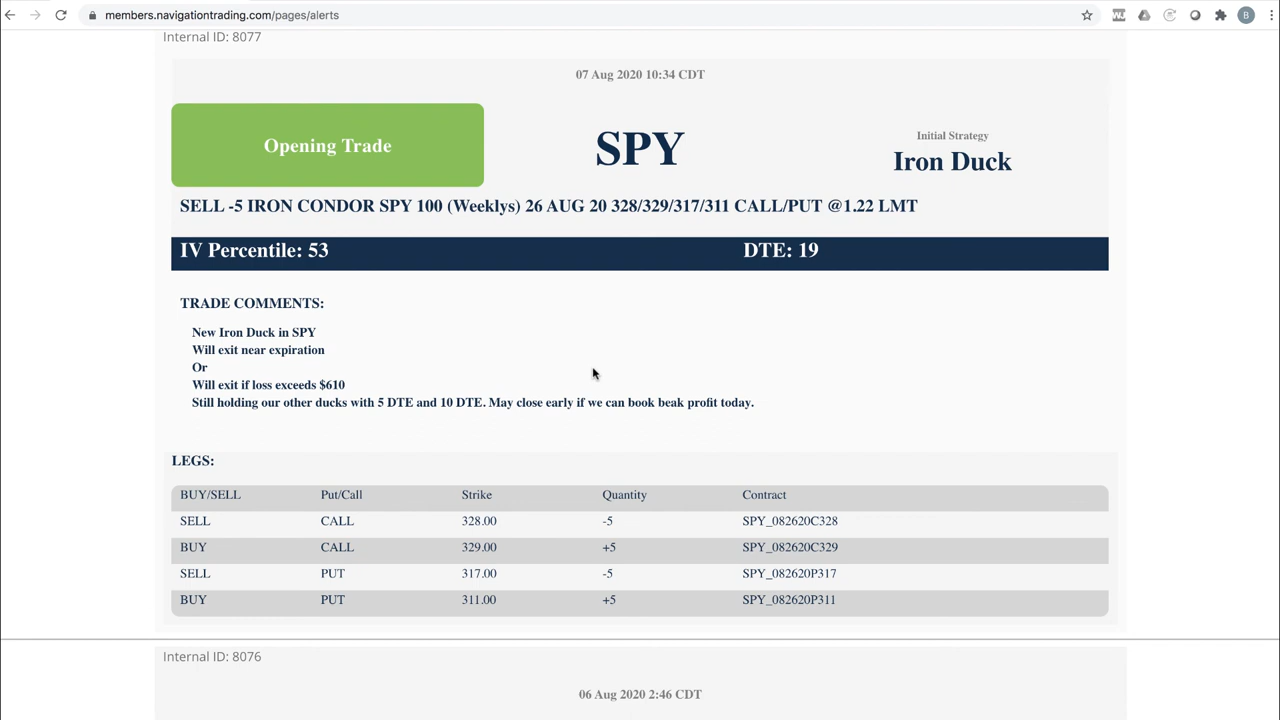 members.navigationtrading.com/pages/alerts
B
Internal ID: 8077
07 Aug 2020 10:34 CDT
Opening Trade
SPY
Initial Strategy
Iron Duck
SELL -5 IRON CONDOR SPY 100 (Weeklys) 26 AUG 20 328/329/317/311 CALL/PUT @1.22 LMT
IV Percentile: 53 DTE: 19
TRADE COMMENTS:
New Iron Duck in SPY
Will exit near expiration
Or
Will exit if loss exceeds $610
Still holding our other ducks with 5 DTE and 10 DTE. May close early if we can book beak profit today.
LEGS:
BUY/SELL Put/Call Strike Quantity Contract
SELL CALL 328.00 -5 SPY_082620C328
BUY CALL 329.00 +5 SPY_082620C329
SELL PUT 317.00 -5 SPY_082620P317
BUY PUT 311.00 +5 SPY_082620P311
Internal ID: 8076
06 Aug 2020 2:46 CDT